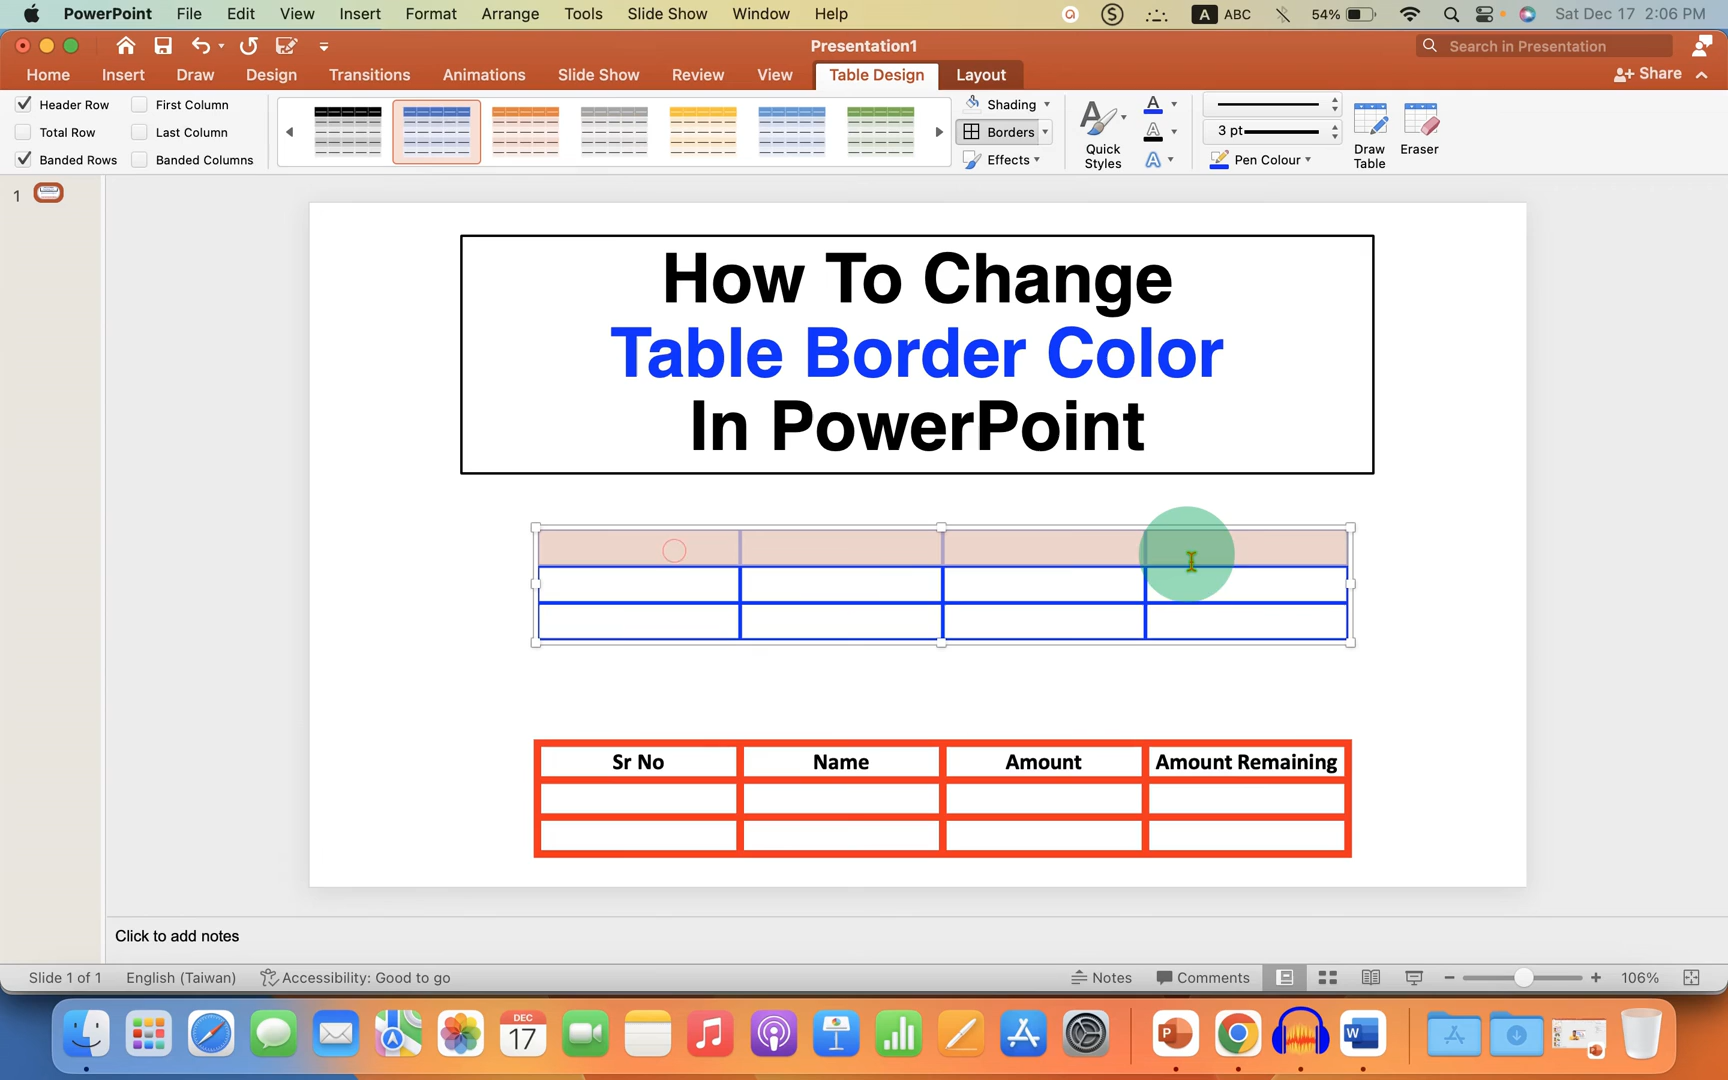 PowerPoint File Edit View Insert Format Arrange Tools Slide Show Window Help A ABC 54% Sat Dec 17 2:06 PM
Presentation1
Search in Presentation
Home Insert Draw Design Transitions Animations Slide Show Review View Table Design Layout Share
Header Row First Column
Total Row Last Column
Banded Rows Banded Columns
Shading
Borders
Effects
Quick Styles
3 pt
Pen Colour
Draw Table
Eraser
1
How To Change
Table Border Color
In PowerPoint
Sr No Name Amount Amount Remaining
Click to add notes
Slide 1 of 1 English (Taiwan) Accessibility: Good to go Notes Comments 106%
DEC
17